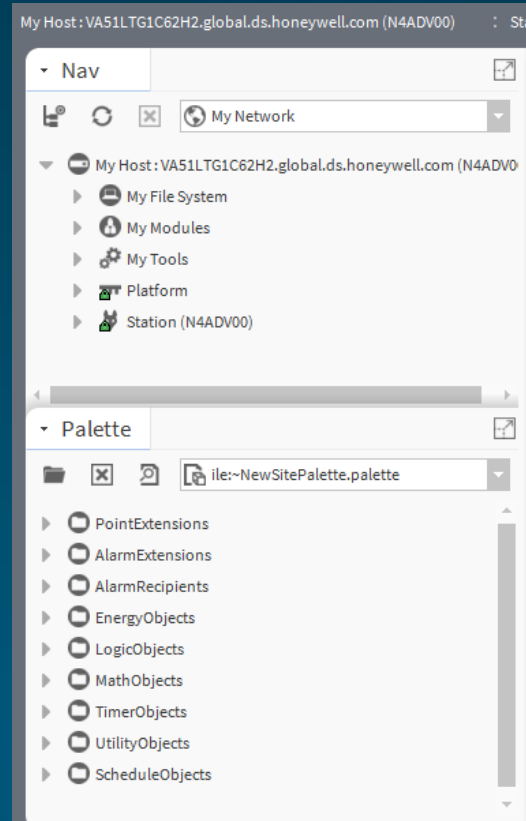 My Host : VA51LTG1C62H2.global.ds.honeywell.com (N4ADV00) : Sta
Nav
My Network
My Host : VA51LTG1C62H2.global.ds.honeywell.com (N4ADV0
My File System
My Modules
My Tools
Platform
Station (N4ADV00)
Palette
ile:~NewSitePalette.palette
PointExtensions
AlarmExtensions
AlarmRecipients
EnergyObjects
LogicObjects
MathObjects
TimerObjects
UtilityObjects
ScheduleObjects